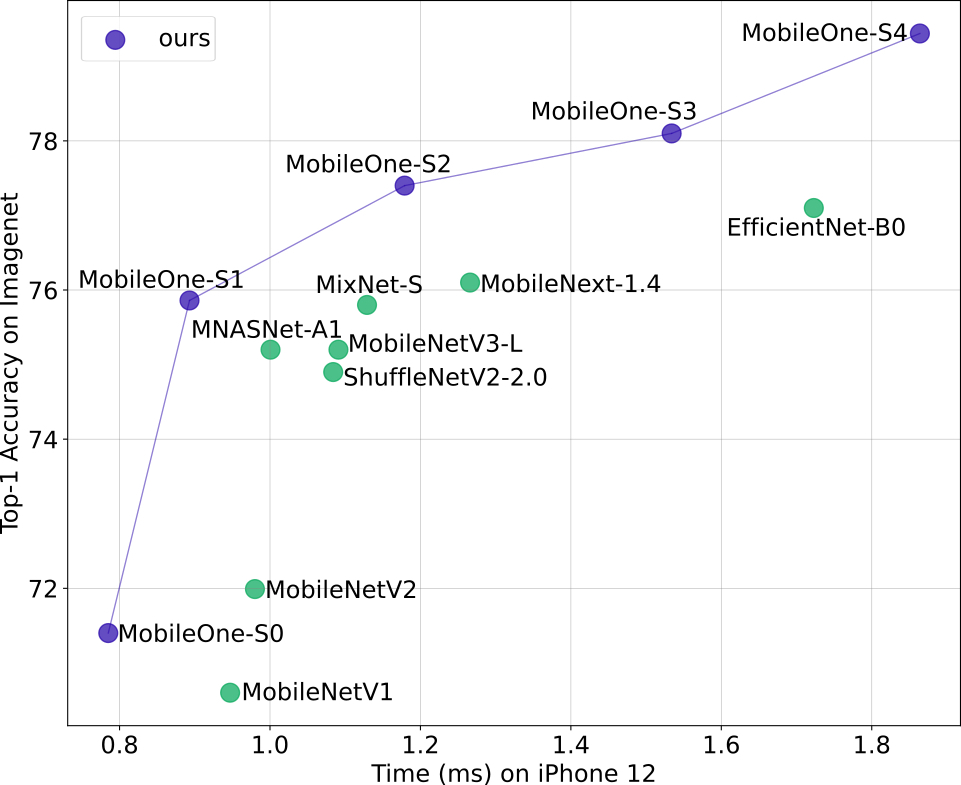 ours
MobileOne-S4
MobileOne-S3
78
MobileOne-S2
EfficientNet-B0
MobileOne-S1
MixNet-S
MobileNext-1.4
76
MNASNet-A1
MobileNetV3-L
ShuffleNetV2-2.0
74
72
MobileNetV2
MobileOne-S0
MobileNetV1
Top-1 Accuracy on Imagenet
0.8 1.0 1.2 1.4 1.6 1.8
Time (ms) on iPhone 12